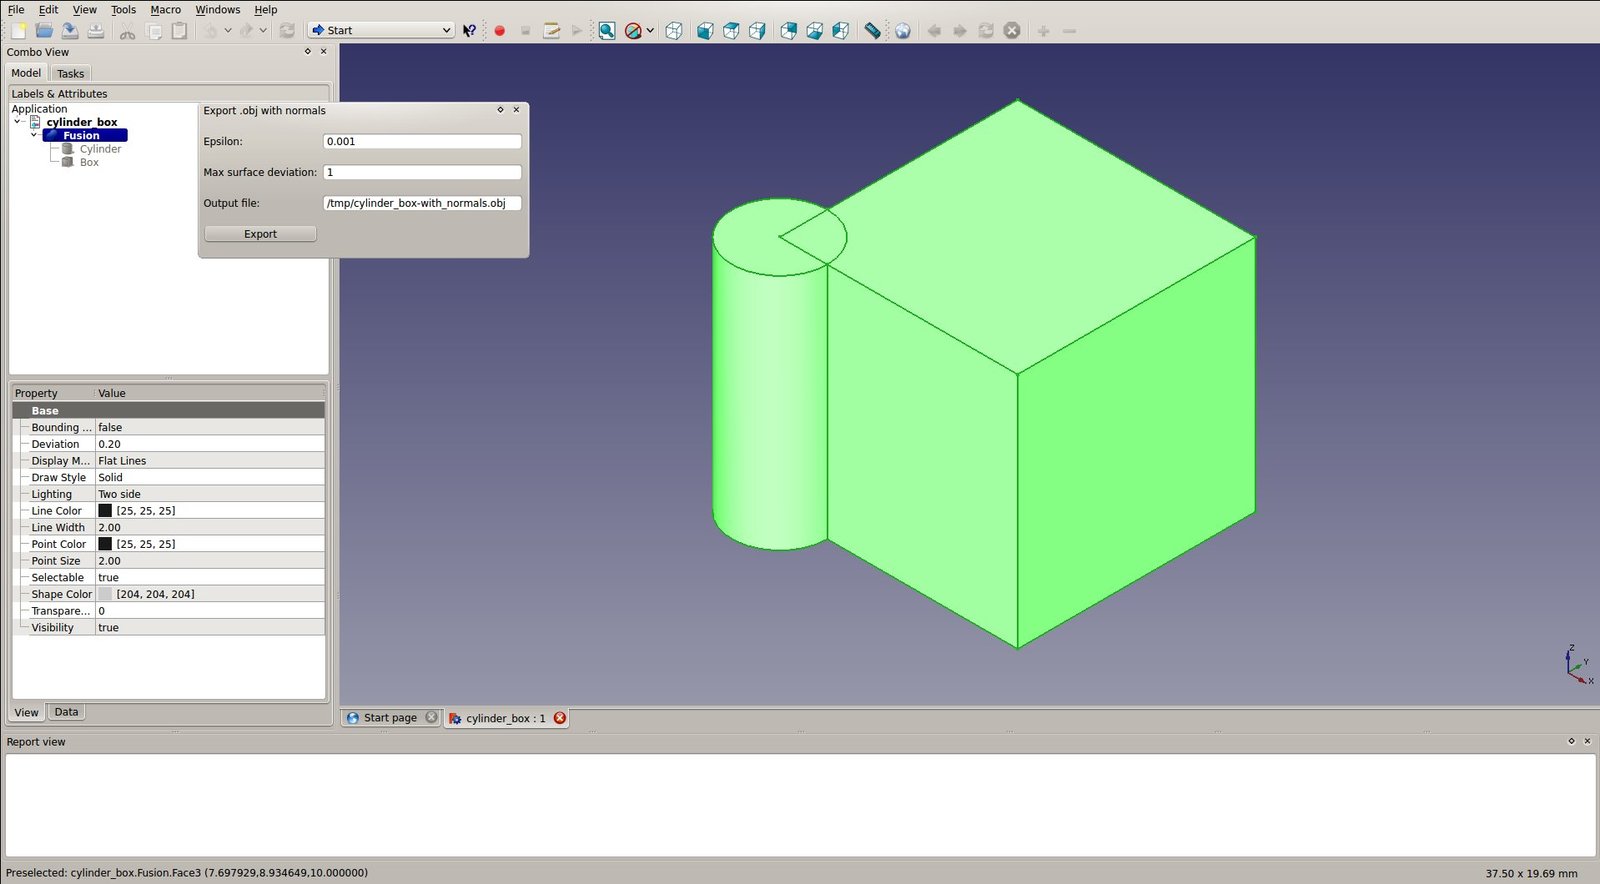 File Edit View Tools Macro Windows Help
Start
Combo View
Model Tasks
Labels & Attributes
Application
cylinder_box
Fusion
Cylinder
Box
Export .obj with normals
Epsilon: 0.001
Max surface deviation: 1
Output file: /tmp/cylinder_box-with_normals.obj
Export
Property Value
Base
Bounding ... false
Deviation 0.20
Display M... Flat Lines
Draw Style Solid
Lighting Two side
Line Color [25, 25, 25]
Line Width 2.00
Point Color [25, 25, 25]
Point Size 2.00
Selectable true
Shape Color [204, 204, 204]
Transpare... 0
Visibility true
View Data
Z
Y
X
Start page cylinder_box : 1
Report view
Preselected: cylinder_box.Fusion.Face3 (7.697929,8.934649,10.000000) 37.50 x 19.69 mm